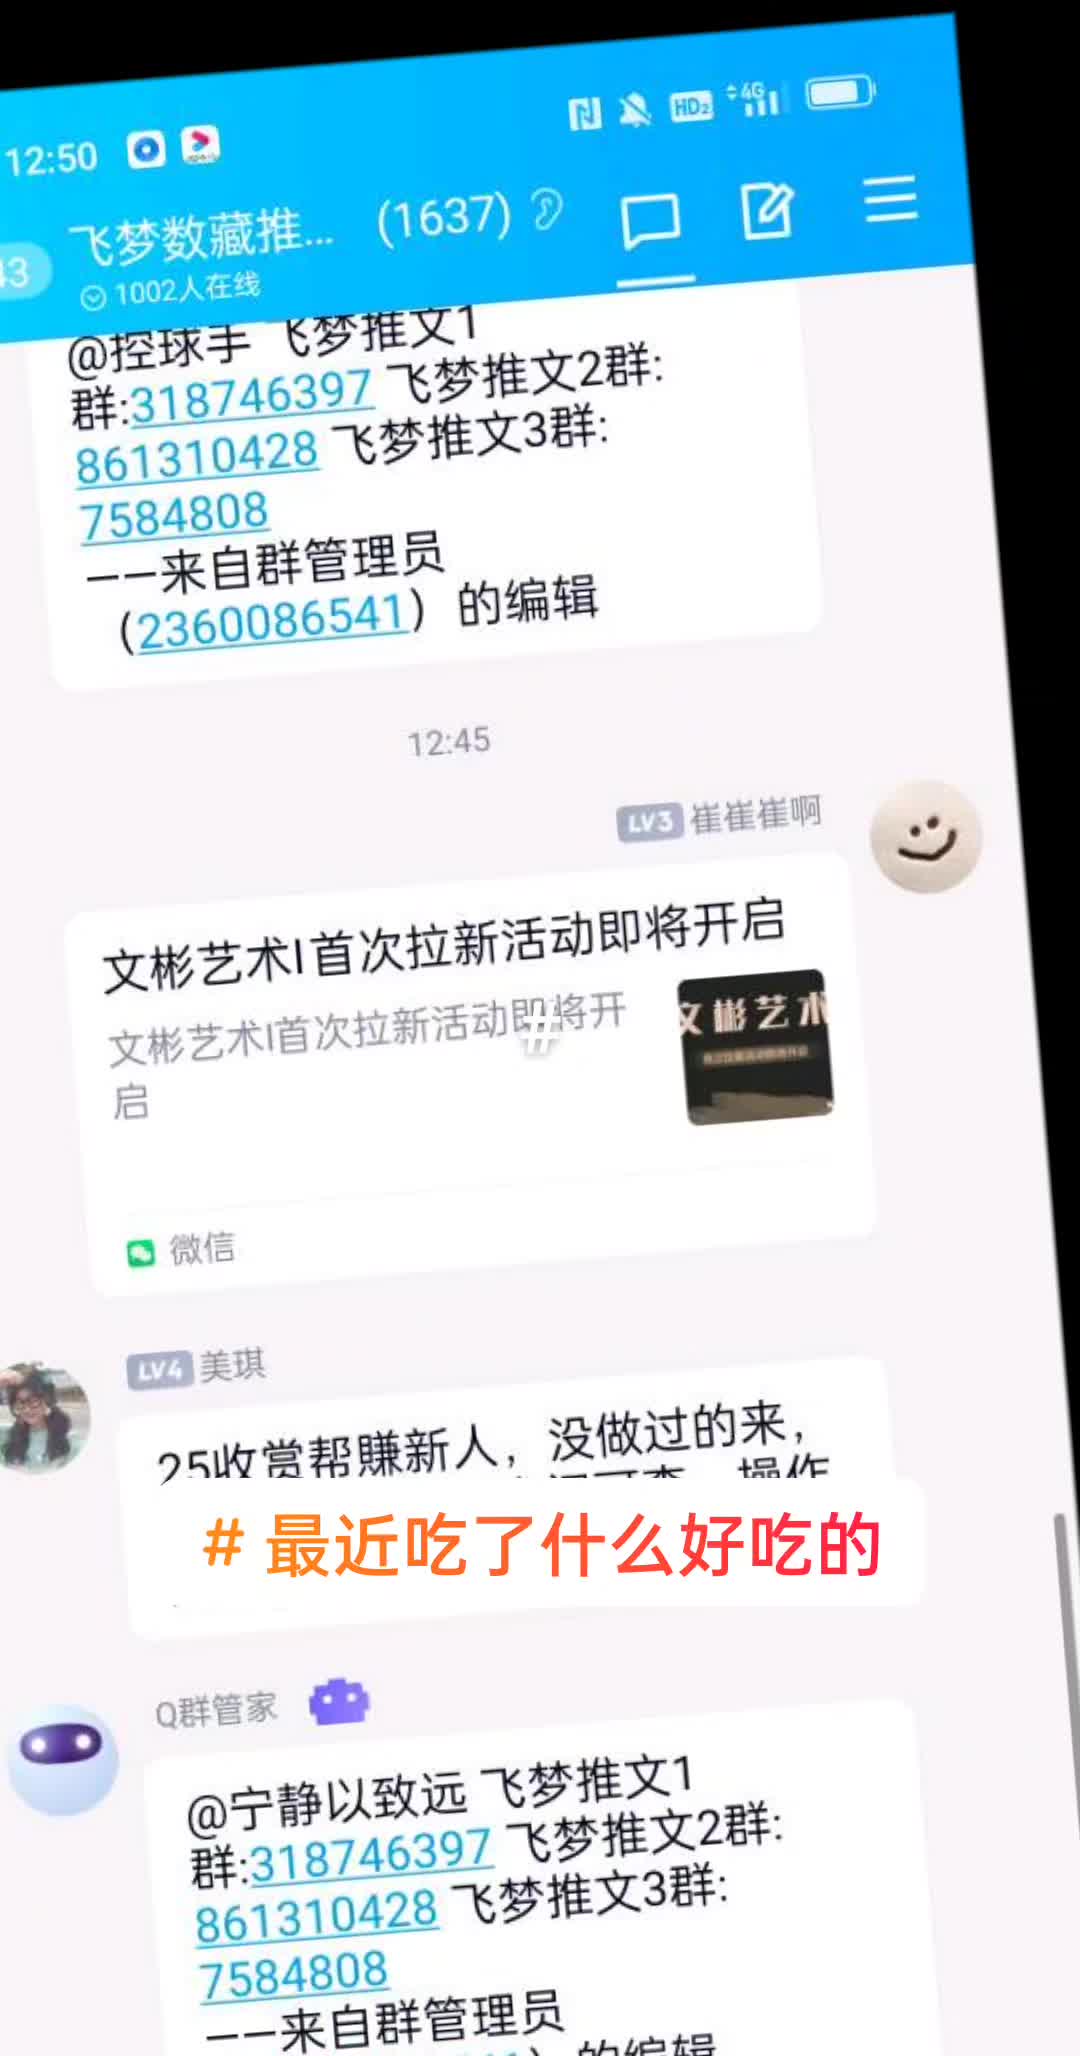 12:50
HD2
4G
43
飞梦数藏推... (1637)
1002人在线
@控球手 飞梦推文1
群:318746397 飞梦推文2群:
861310428 飞梦推文3群:
7584808
——来自群管理员
（2360086541）的编辑
12:45
LV3 崔崔崔啊
文彬艺术I首次拉新活动即将开启
文彬艺术I首次拉新活动即将开
启
文彬艺术
#
微信
LV4 美琪
25收赏帮赚新人，没做过的来，
操作
# 最近吃了什么好吃的
Q群管家
@宁静以致远 飞梦推文1
群:318746397 飞梦推文2群:
861310428 飞梦推文3群:
7584808
——来自群管理员
的编辑